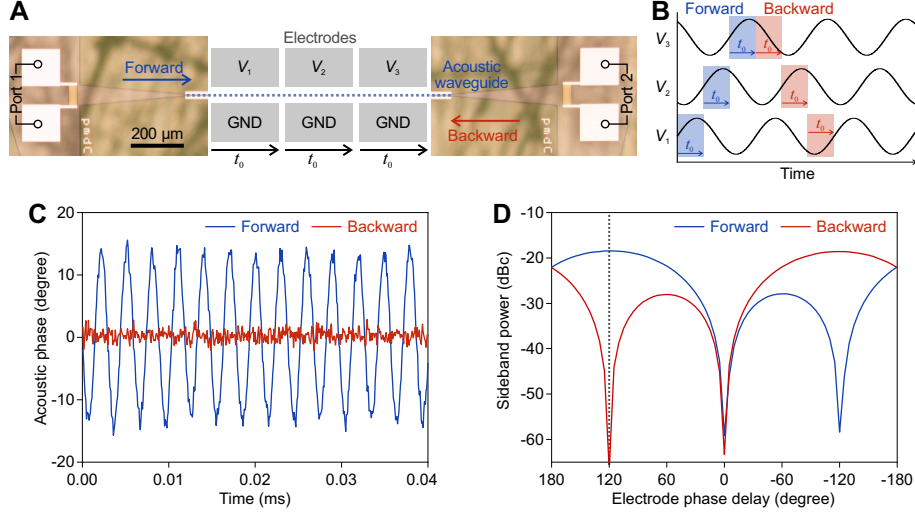 A
Electrodes
Forward
V1
V2
V3
Acoustic
waveguide
Port 1
Port 2
GND
GND
GND
Backward
200 µm
pmdC
pmdC
t0
t0
t0
B
Forward
Backward
V3
t0
t0
V2
t0
t0
V1
t0
t0
Time
C
Forward
Backward
Acoustic phase (degree)
20
10
0
-10
-20
0.00
0.01
0.02
0.03
0.04
Time (ms)
D
Forward
Backward
Sideband power (dBc)
-10
-20
-30
-40
-50
-60
180
120
60
0
-60
-120
-180
Electrode phase delay (degree)